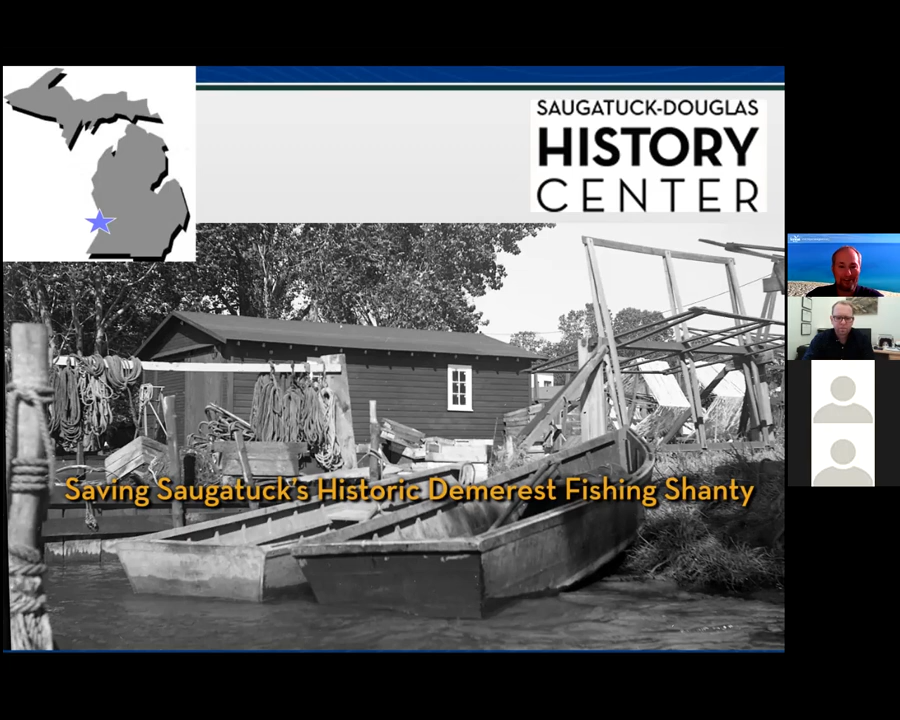 SAUGATUCK-DOUGLAS
HISTORY
CENTER
Saving Saugatuck's Historic Demerest Fishing Shanty